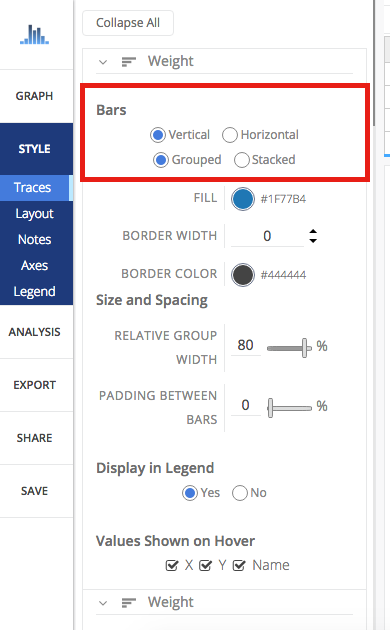 Collapse All
Weight
GRAPH
STYLE
Traces
Layout
Notes
Axes
Legend
ANALYSIS
EXPORT
SHARE
SAVE
Bars
Vertical Horizontal
Grouped Stacked
FILL #1F77B4
BORDER WIDTH 0
BORDER COLOR #444444
Size and Spacing
RELATIVE GROUP
WIDTH 80 %
PADDING BETWEEN
BARS 0 %
Display in Legend
Yes No
Values Shown on Hover
X Y Name
Weight